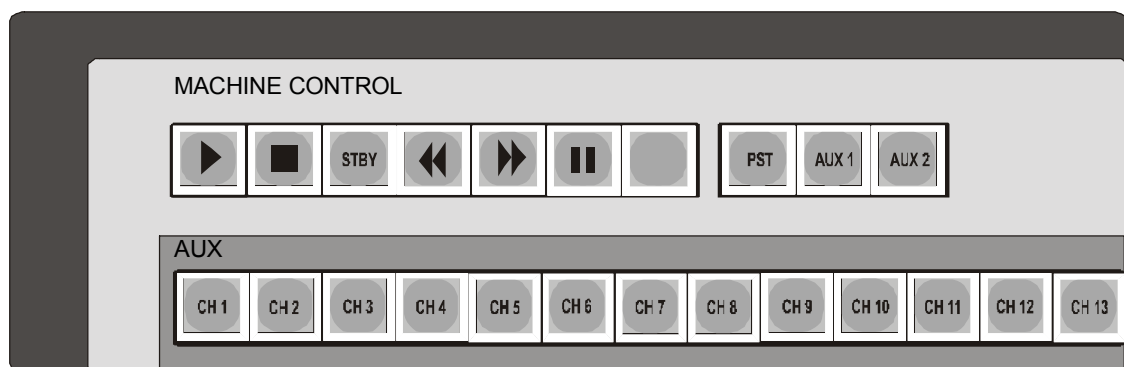 MACHINE CONTROL
STBY PST AUX 1 AUX 2
AUX
CH 1 CH 2 CH 3 CH 4 CH 5 CH 6 CH 7 CH 8 CH 9 CH 10 CH 11 CH 12 CH 13